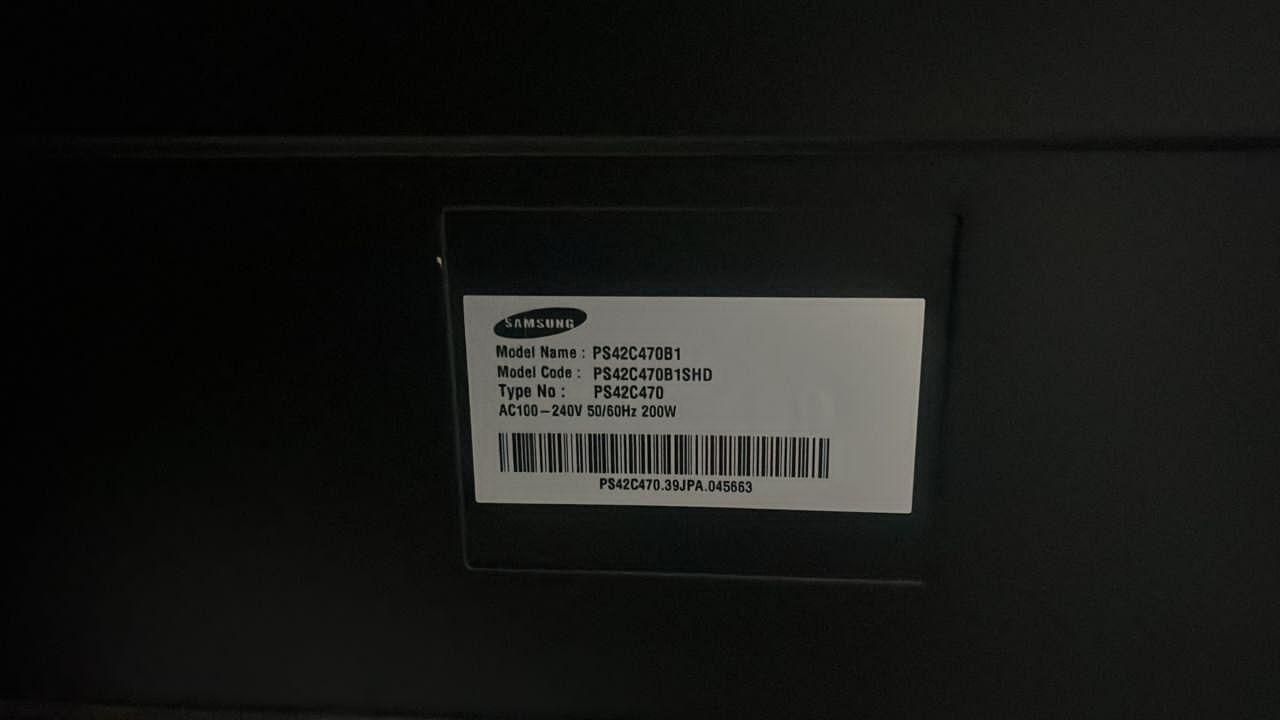 SAMSUNG
Model Name : PS42C470B1
Model Code : PS42C470B1SHD
Type No : PS42C470
AC100-240V 50/60Hz 200W
PS42C470.39JPA.045663